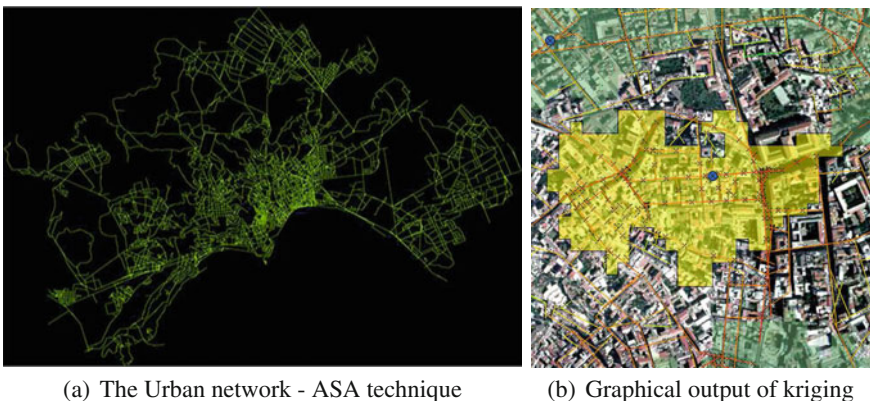 (a) The Urban network - ASA technique
(b) Graphical output of kriging